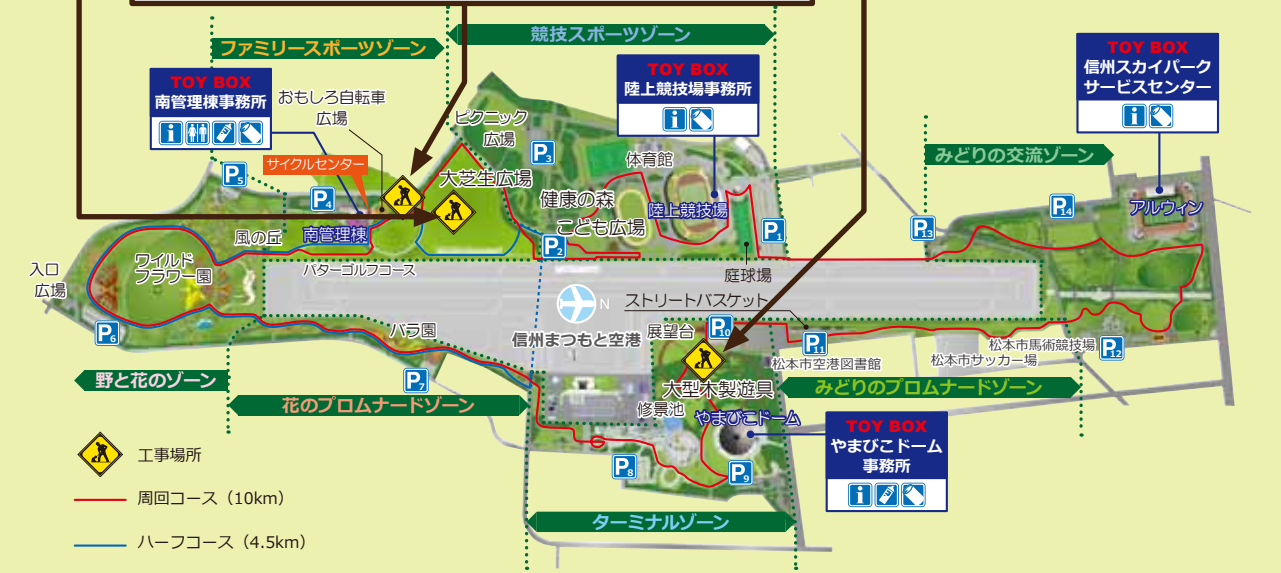 ファミリースポーツゾーン
競技スポーツゾーン
TOY BOX
南管理棟事務所
おもしろ自転車
広場
サイクルセンター
ピクニック
広場
TOY BOX
陸上競技場事務所
TOY BOX
信州スカイパーク
サービスセンター
みどりの交流ゾーン
P3
P5
P4
体育館
大芝生広場
健康の森
こども広場
陸上競技場
P14
アルウィン
P13
P1
P2
風の丘
南管理棟
ワイルド
フラワー園
パターゴルフコース
入口
広場
庭球場
N
ストリートバスケット
信州まつもと空港
展望台
P10
P11
P6
バラ園
松本市馬術競技場
P12
松本市空港図書館
松本市サッカー場
P7
野と花のゾーン
花のプロムナードゾーン
大型木製遊具
みどりのプロムナードゾーン
修景池
やまびこドーム
TOY BOX
やまびこドーム
事務所
P8
P9
ターミナルゾーン
工事場所
周回コース（10km）
ハーフコース（4.5km）